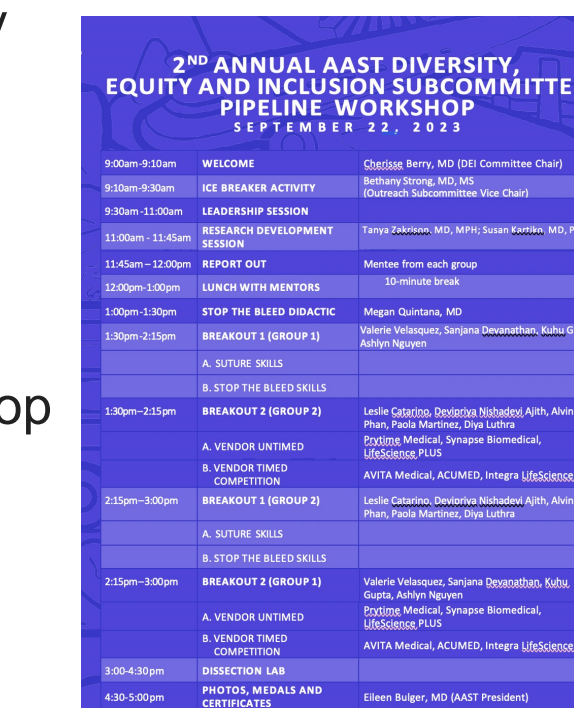 op
2ND ANNUAL AAST DIVERSITY,
EQUITY AND INCLUSION SUBCOMMITTE
PIPELINE WORKSHOP
SEPTEMBER 22, 2023
9:00am-9:10am WELCOME Cherisse Berry, MD (DEI Committee Chair)
9:10am-9:30am ICE BREAKER ACTIVITY Bethany Strong, MD, MS
(Outreach Subcommittee Vice Chair)
9:30am -11:00am LEADERSHIP SESSION
11:00am - 11:45am RESEARCH DEVELOPMENT
SESSION Tanya Zakrison, MD, MPH; Susan Kartiko, MD, P
11:45am – 12:00pm REPORT OUT Mentee from each group
12:00pm-1:00pm LUNCH WITH MENTORS 10-minute break
1:00pm-1:30pm STOP THE BLEED DIDACTIC Megan Quintana, MD
1:30pm-2:15pm BREAKOUT 1 (GROUP 1) Valerie Velasquez, Sanjana Devanathan, Kuhu G
Ashlyn Nguyen
A. SUTURE SKILLS
B. STOP THE BLEED SKILLS
1:30pm–2:15pm BREAKOUT 2 (GROUP 2) Leslie Catarino, Devipriya Nishadevi Ajith, Alvin
Phan, Paola Martinez, Diya Luthra
A. VENDOR UNTIMED Prytime Medical, Synapse Biomedical,
LifeScience PLUS
B. VENDOR TIMED
COMPETITION AVITA Medical, ACUMED, Integra LifeScience
2:15pm–3:00pm BREAKOUT 1 (GROUP 2) Leslie Catarino, Devipriya Nishadevi Ajith, Alvin
Phan, Paola Martinez, Diya Luthra
A. SUTURE SKILLS
B. STOP THE BLEED SKILLS
2:15pm–3:00pm BREAKOUT 2 (GROUP 1) Valerie Velasquez, Sanjana Devanathan, Kuhu
Gupta, Ashlyn Nguyen
A. VENDOR UNTIMED Prytime Medical, Synapse Biomedical,
LifeScience PLUS
B. VENDOR TIMED
COMPETITION AVITA Medical, ACUMED, Integra LifeScience
3:00-4:30pm DISSECTION LAB
4:30-5:00pm PHOTOS, MEDALS AND
CERTIFICATES Eileen Bulger, MD (AAST President)